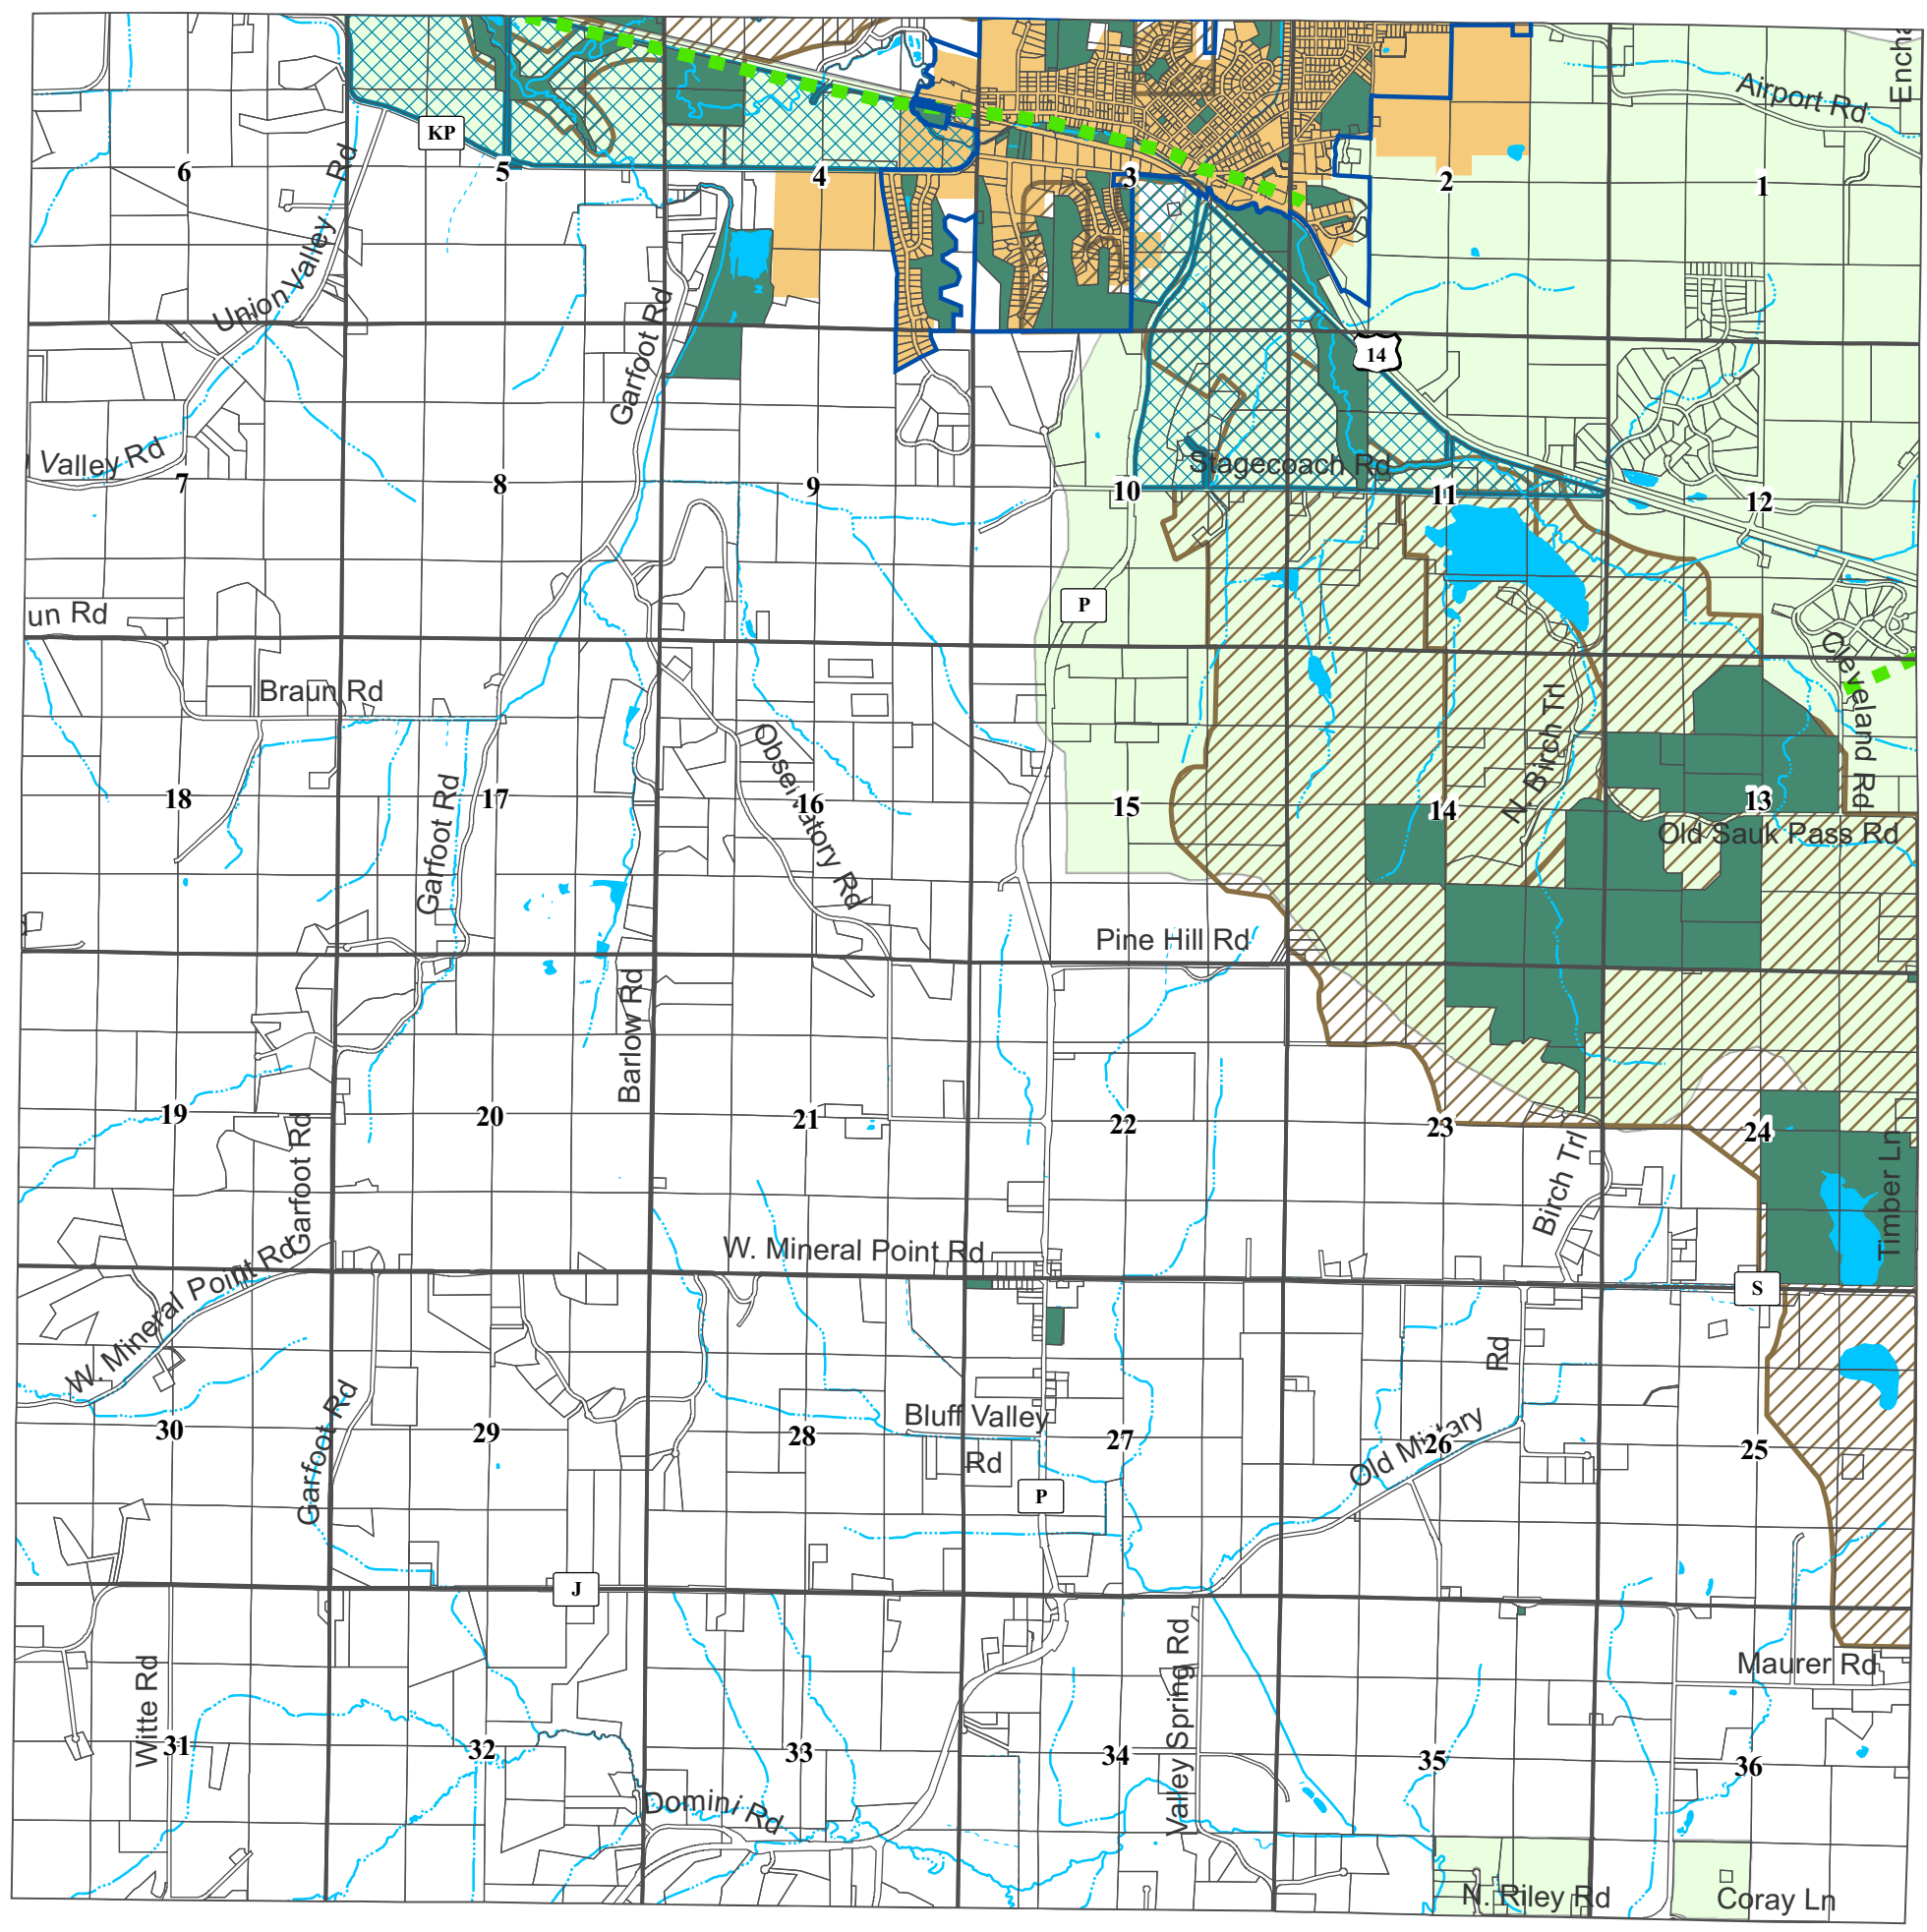 Encha
Airport Rd
KP
6
5
4
3
2
1
Union Valley
Rd
Garfoot Rd
14
Valley Rd
7
8
9
10
Stagecoach Rd
11
12
un Rd
P
Braun Rd
Cleveland Rd
N. Birch Trl
Observatory Rd
18
Garfoot Rd
17
16
15
14
13
Old Sauk Pass Rd
Pine Hill Rd
Barlow Rd
19
20
21
22
23
24
Garfoot Rd
Birch Trl
Timber Ln
W. Mineral Point Rd
W. Mineral Point Rd
S
Rd
30
Garfoot Rd
29
28
Bluff Valley
Rd
27
Old Military
26
25
P
J
Witte Rd
Valley Spring Rd
Maurer Rd
31
32
33
34
35
36
Domini Rd
N. Riley Rd
Coray Ln